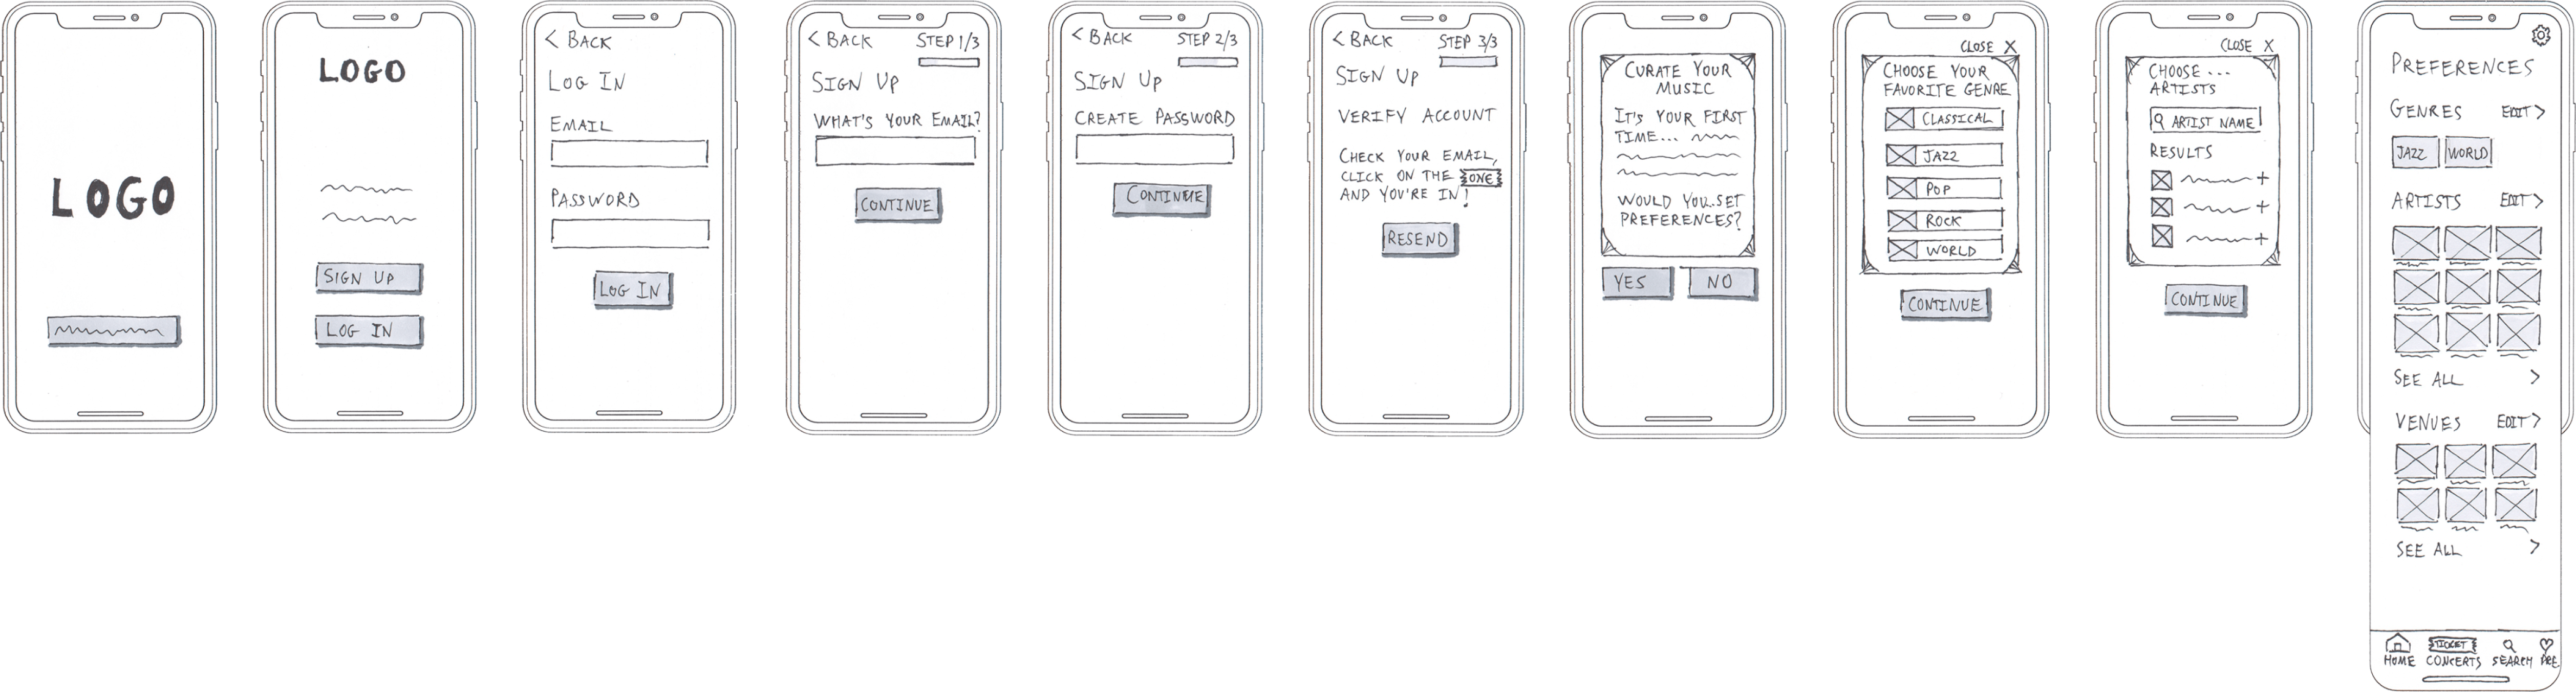 LOGO
LOGO
SIGN UP
LOG IN
< BACK
LOG IN
EMAIL
PASSWORD
LOG IN
< BACK STEP 1/3
SIGN UP
WHAT'S YOUR EMAIL?
CONTINUE
< BACK STEP 2/3
SIGN UP
CREATE PASSWORD
CONTINUE
< BACK STEP 3/3
SIGN UP
VERIFY ACCOUNT
CHECK YOUR EMAIL,
CLICK ON THE ONE
AND YOU'RE IN!
RESEND
CURATE YOUR
MUSIC
IT'S YOUR FIRST
TIME...
WOULD YOU..SET
PREFERENCES?
YES NO
CLOSE X
CHOOSE YOUR
FAVORITE GENRE
CLASSICAL
JAZZ
POP
ROCK
WORLD
CONTINUE
CLOSE X
CHOOSE ...
ARTISTS
ARTIST NAME
RESULTS
+
+
+
CONTINUE
PREFERENCES
GENRES EDIT >
JAZZ WORLD
ARTISTS EDIT >
SEE ALL >
VENUES EDIT >
SEE ALL >
TICKET
HOME CONCERTS SEARCH PRE